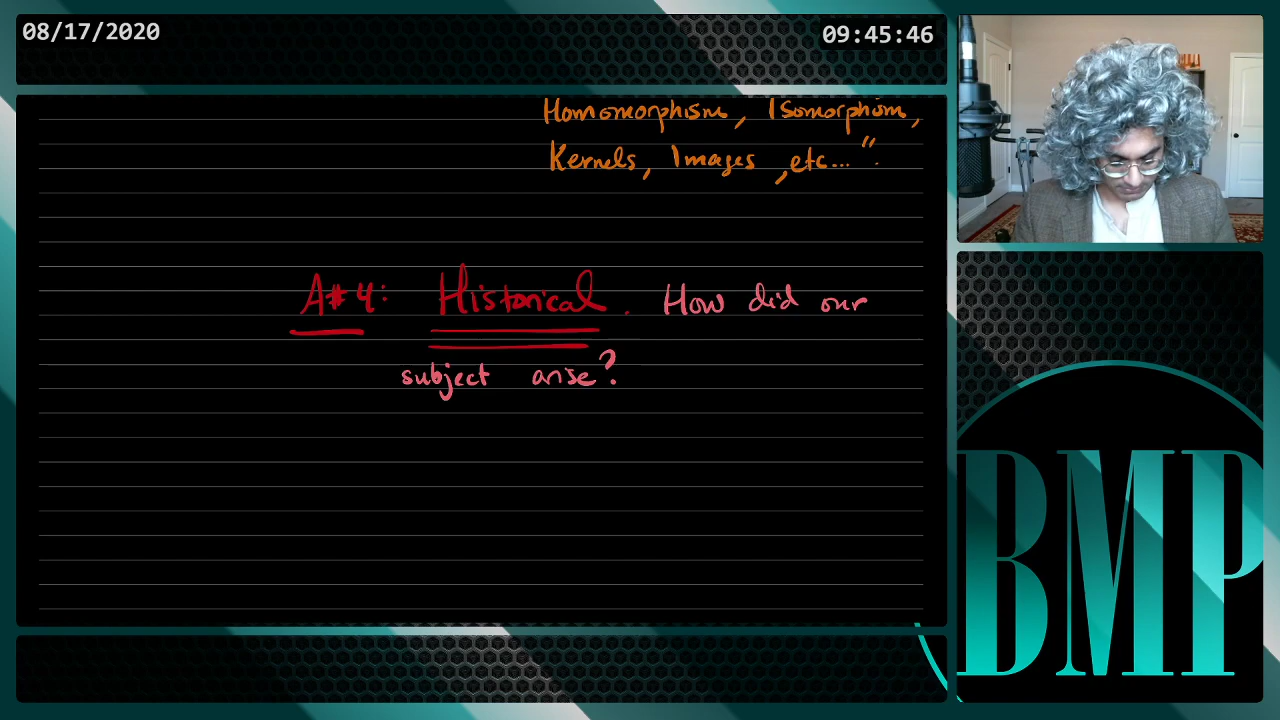 08/17/2020
09:45:46
Homomorphism, Isomorphism,
Kernels, Images, etc...".
A#4: Historical. How did our
subject arise?
BMP